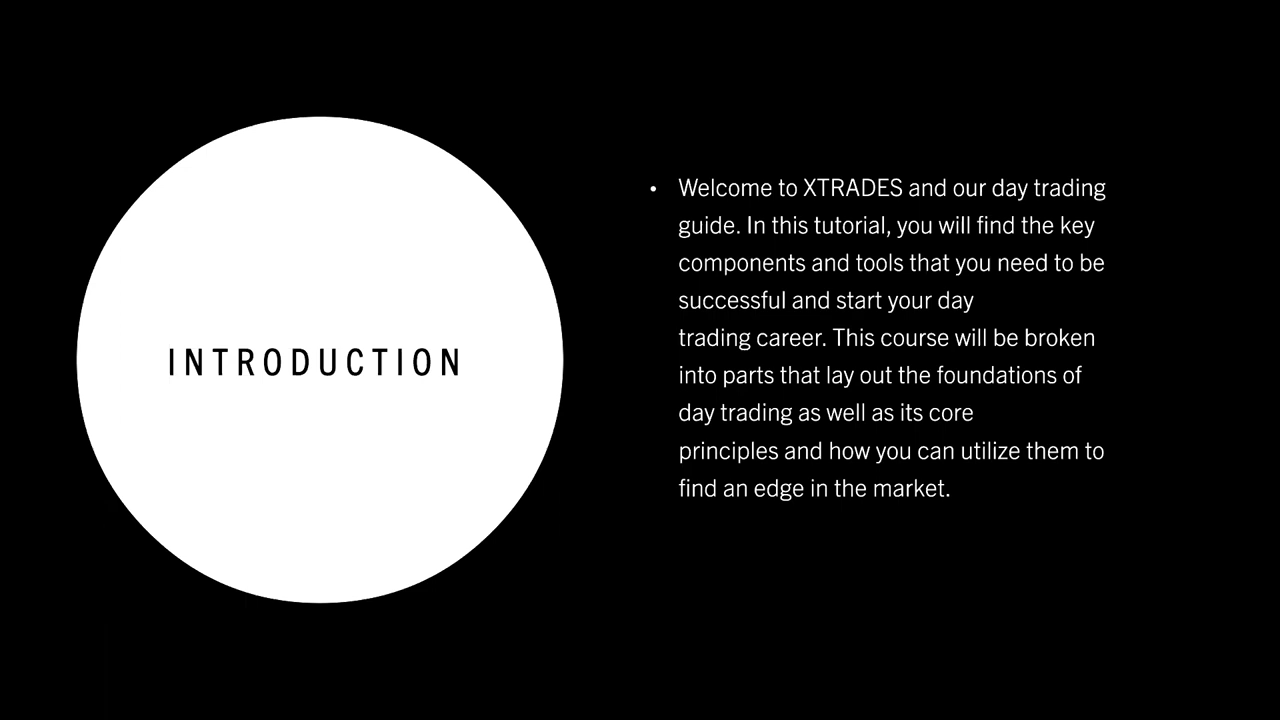 INTRODUCTION
• Welcome to XTRADES and our day trading
guide. In this tutorial, you will find the key
components and tools that you need to be
successful and start your day
trading career. This course will be broken
into parts that lay out the foundations of
day trading as well as its core
principles and how you can utilize them to
find an edge in the market.